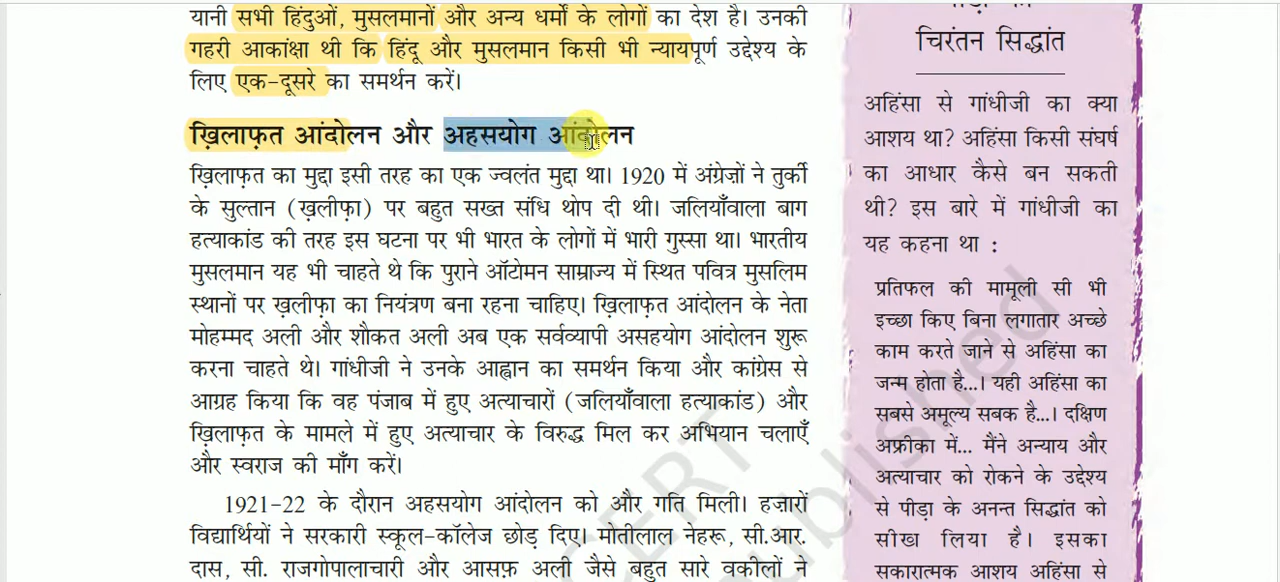 यानी सभी हिंदुओं, मुसलमानों और अन्य धर्मों के लोगों का देश है। उनकी
गहरी आकांक्षा थी कि हिंदू और मुसलमान किसी भी न्यायपूर्ण उद्देश्य के
लिए एक-दूसरे का समर्थन करें।
ख़िलाफ़त आंदोलन और अहसयोग आंदोलन
ख़िलाफ़त का मुद्दा इसी तरह का एक ज्वलंत मुद्दा था। 1920 में अंग्रेजों ने तुर्की
के सुल्तान (ख़लीफ़ा) पर बहुत सख्त संधि थोप दी थी। जलियाँवाला बाग
हत्याकांड की तरह इस घटना पर भी भारत के लोगों में भारी गुस्सा था। भारतीय
मुसलमान यह भी चाहते थे कि पुराने ऑटोमन साम्राज्य में स्थित पवित्र मुसलिम
स्थानों पर ख़लीफ़ा का नियंत्रण बना रहना चाहिए। ख़िलाफ़त आंदोलन के नेता
मोहम्मद अली और शौकत अली अब एक सर्वव्यापी असहयोग आंदोलन शुरू
करना चाहते थे। गांधीजी ने उनके आह्वान का समर्थन किया और कांग्रेस से
आग्रह किया कि वह पंजाब में हुए अत्याचारों (जलियाँवाला हत्याकांड) और
ख़िलाफ़त के मामले में हुए अत्याचार के विरुद्ध मिल कर अभियान चलाएँ
और स्वराज की माँग करें।
1921-22 के दौरान अहसयोग आंदोलन को और गति मिली। हज़ारों
विद्यार्थियों ने सरकारी स्कूल-कॉलेज छोड़ दिए। मोतीलाल नेहरू, सी.आर.
दास, सी. राजगोपालाचारी और आसफ़ अली जैसे बहुत सारे वकीलों ने
चिरंतन सिद्धांत
अहिंसा से गांधीजी का क्या
आशय था? अहिंसा किसी संघर्ष
का आधार कैसे बन सकती
थी? इस बारे में गांधीजी का
यह कहना था :
प्रतिफल की मामूली सी भी
इच्छा किए बिना लगातार अच्छे
काम करते जाने से अहिंसा का
जन्म होता है...। यही अहिंसा का
सबसे अमूल्य सबक है...। दक्षिण
अफ्रीका में... मैंने अन्याय और
अत्याचार को रोकने के उद्देश्य
से पीड़ा के अनन्त सिद्धांत को
सीख लिया है। इसका
सकारात्मक आशय अहिंसा से